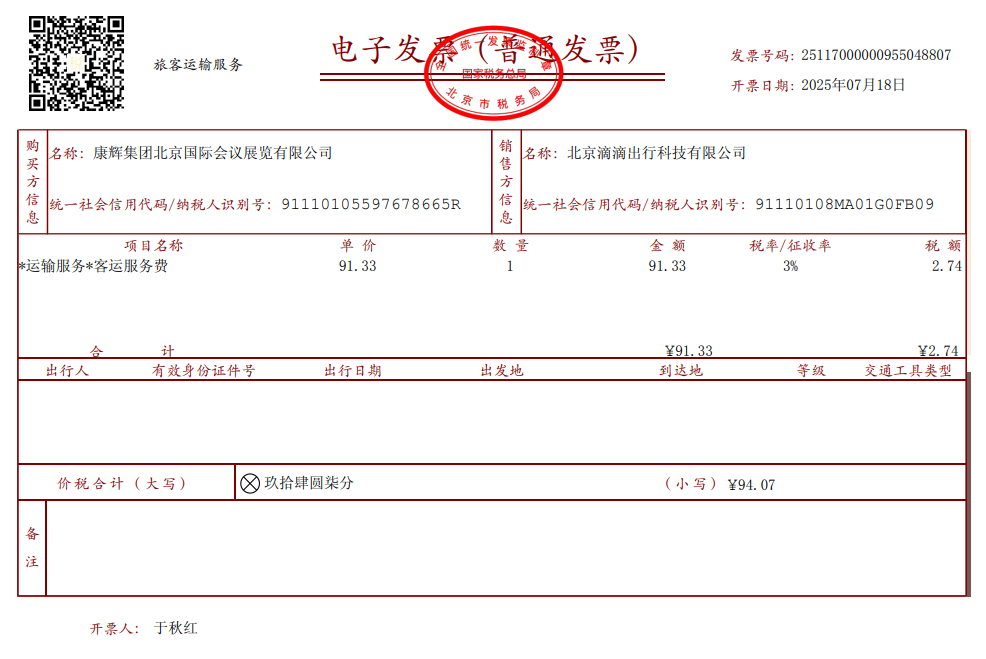 电子发票(普通发票)
全国统一发票监制章
国家税务总局
北京市税务局
旅客运输服务
发票号码: 25117000000955048807
开票日期: 2025年07月18日
购买方信息
名称: 康辉集团北京国际会议展览有限公司
统一社会信用代码/纳税人识别号: 91110105597678665R
销售方信息
名称: 北京滴滴出行科技有限公司
统一社会信用代码/纳税人识别号: 91110108MA01G0FB09
项目名称 单价 数量 金额 税率/征收率 税额
*运输服务*客运服务费 91.33 1 91.33 3% 2.74
合计 ¥91.33 ¥2.74
出行人 有效身份证件号 出行日期 出发地 到达地 等级 交通工具类型
价税合计(大写) 玖拾肆圆柒分 (小写) ¥94.07
备注
开票人: 于秋红